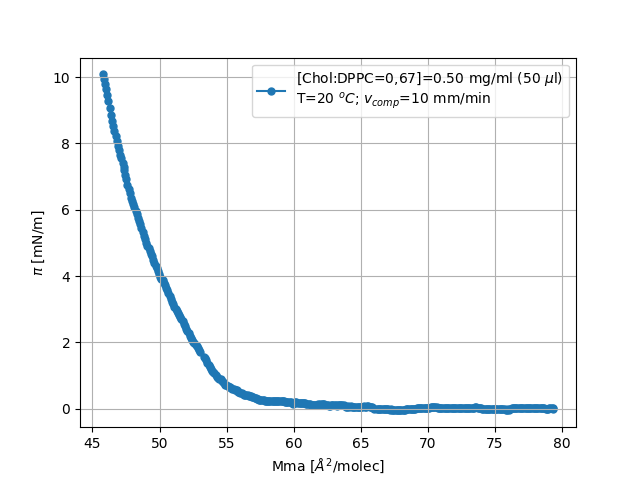 [Chol:DPPC=0,67]=0.50 mg/ml (50 μl)
T=20 °C; v_comp=10 mm/min
10
8
6
4
2
0
π [mN/m]
45 50 55 60 65 70 75 80
Mma [Å²/molec]